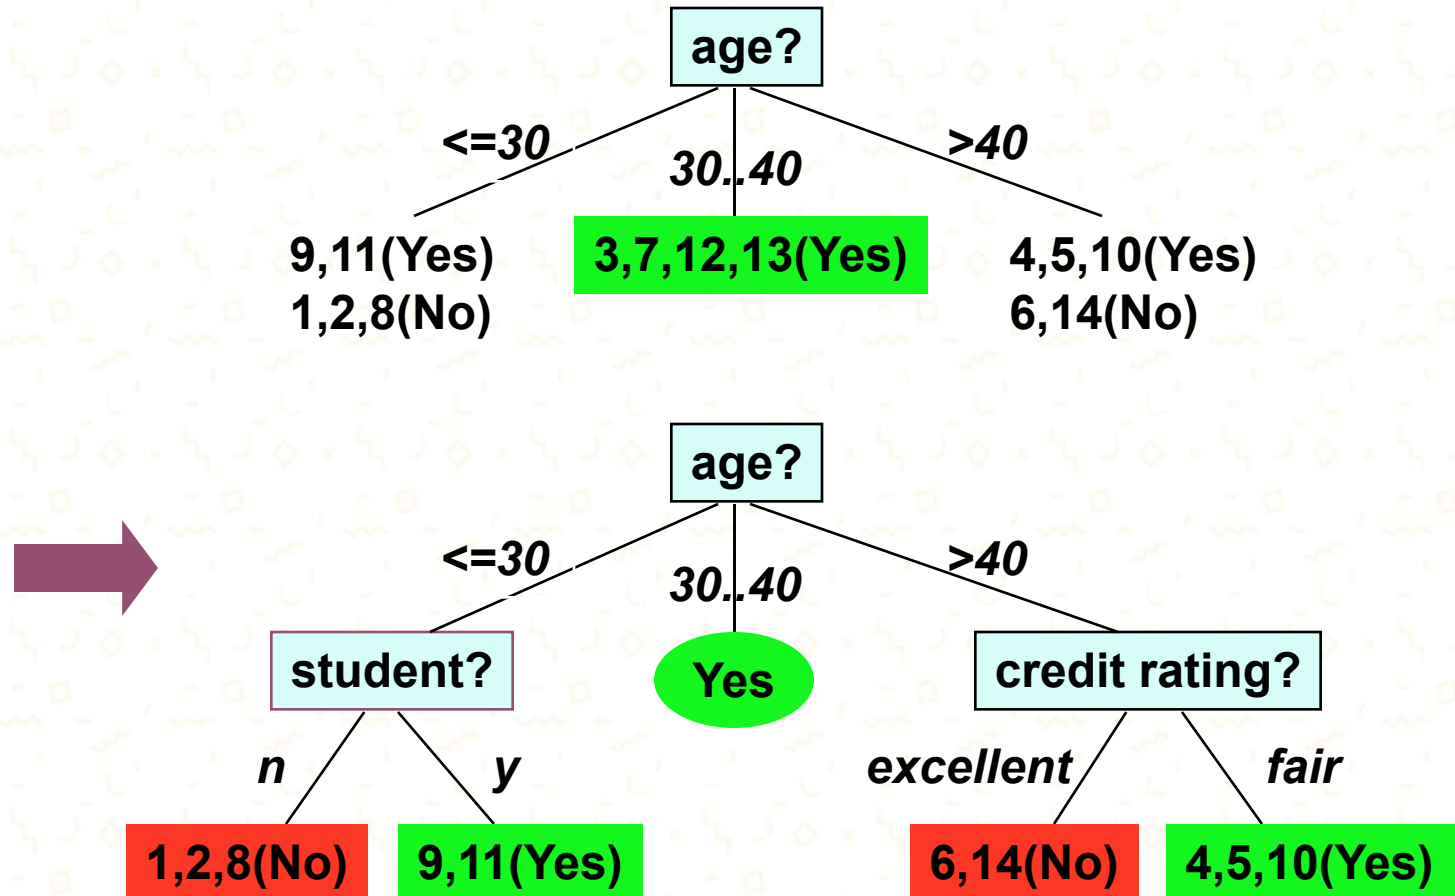 age?
<=30
30..40
>40
9,11(Yes)
1,2,8(No)
3,7,12,13(Yes)
4,5,10(Yes)
6,14(No)
age?
<=30
30..40
>40
student?
Yes
credit rating?
n
y
excellent
fair
1,2,8(No)
9,11(Yes)
6,14(No)
4,5,10(Yes)